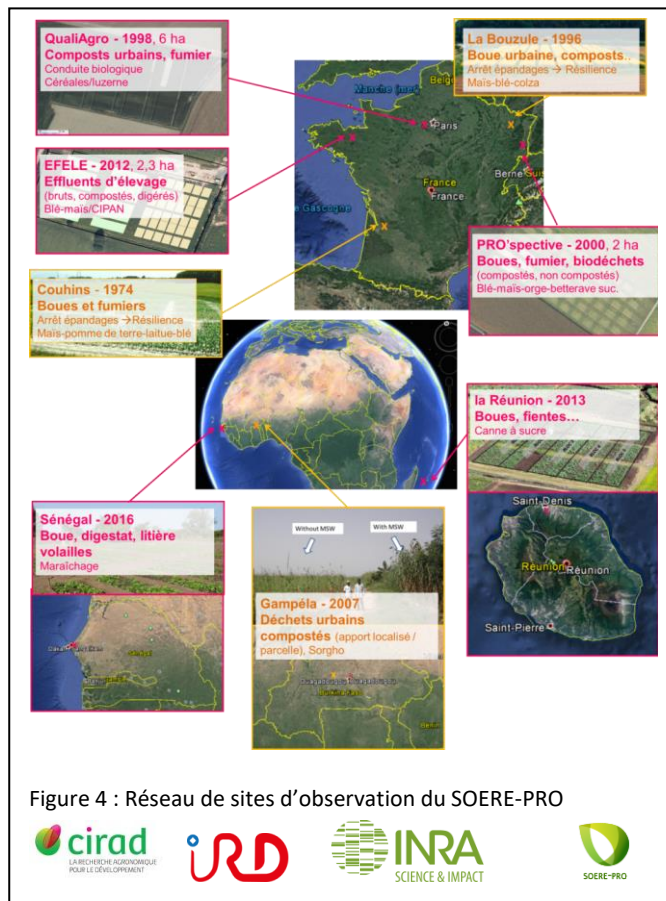 QualiAgro - 1998, 6 ha
Composts urbains, fumier
Conduite biologique
Céréales/luzerne
La Bouzule - 1996
Boue urbaine, composts..
Arrêt épandages → Résilience
Maïs-blé-colza
Manche
Belg
Paris
EFELE - 2012, 2,3 ha
Effluents d'élevage
(bruts, compostés, digérés)
Blé-maïs/CIPAN
Berne
France
France
Gascogne
PRO'spective - 2000, 2 ha
Boues, fumier, biodéchets
(compostés, non compostés)
Blé-maïs-orge-betterave suc.
Couhins - 1974
Boues et fumiers
Arrêt épandages →Résilience
Maïs-pomme de terre-laitue-blé
la Réunion - 2013
Boues, fientes...
Canne à sucre
Sénégal - 2016
Boue, digestat, litière
volailles
Maraîchage
Without MSW
With MSW
Saint-Denis
Réunion
Réunion
Saint-Pierre
Gampéla - 2007
Déchets urbains
compostés (apport localisé /
parcelle), Sorgho
Burkina Faso
Bénin
Figure 4 : Réseau de sites d'observation du SOERE-PRO
cirad
LA RECHERCHE AGRONOMIQUE
POUR LE DÉVELOPPEMENT
iRD
INRA
SCIENCE & IMPACT
SOERE-PRO